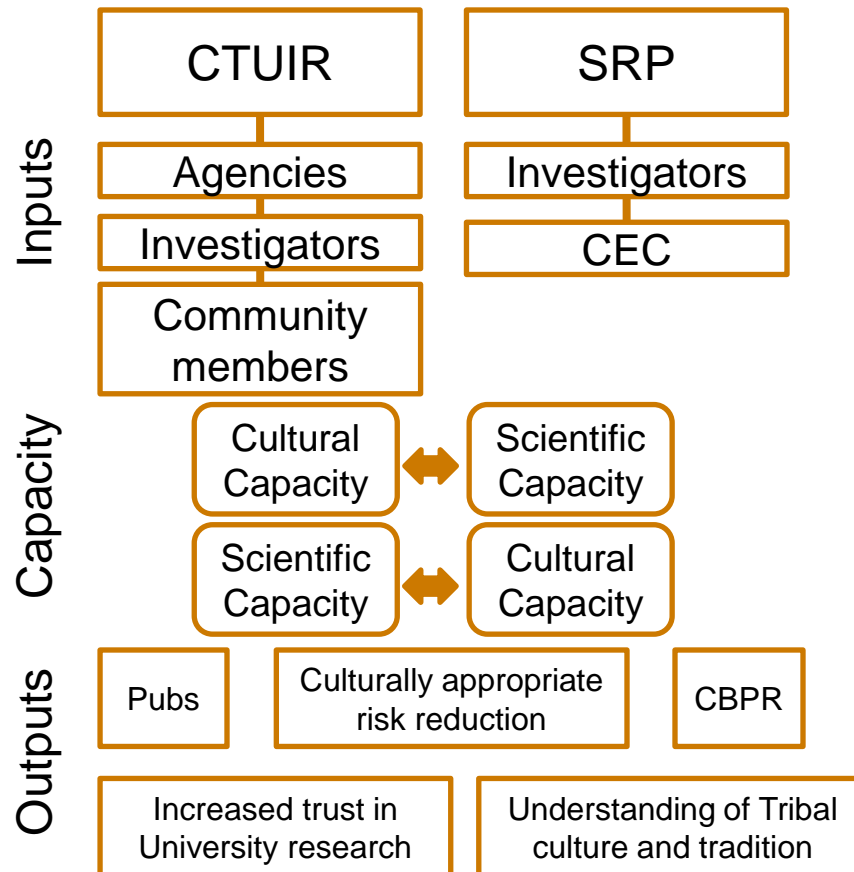 Inputs
CTUIR
SRP
Agencies
Investigators
Investigators
CEC
Community
members
Capacity
Cultural
Capacity
Scientific
Capacity
Scientific
Capacity
Cultural
Capacity
Outputs
Pubs
Culturally appropriate
risk reduction
CBPR
Increased trust in
University research
Understanding of Tribal
culture and tradition